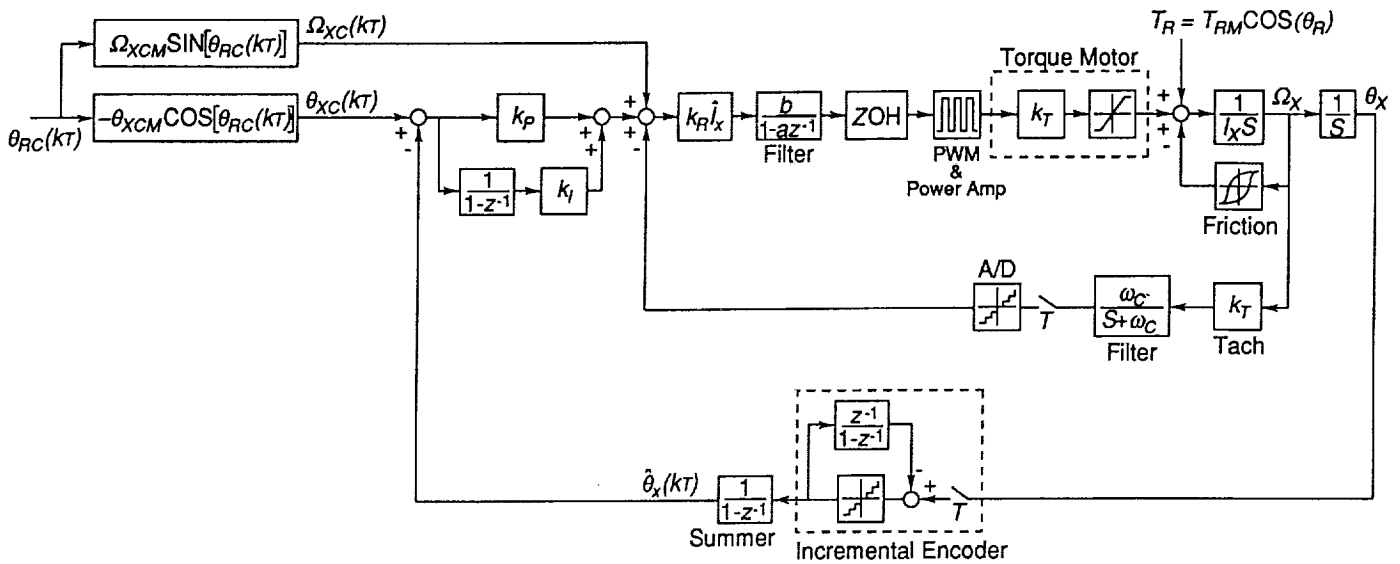 Ω_XCM SIN[θ_RC(kT)]
Ω_XC(kT)
-θ_XCM COS[θ_RC(kT)]
θ_XC(kT)
θ_RC(kT)
+
-
k_P
1
1-z⁻¹
k_I
+
+
+
+
-
k_R Î_x
b
1-az⁻¹
Filter
ZOH
PWM
&
Power Amp
Torque Motor
k_T
T_R = T_RM COS(θ_R)
+
+
-
1
I_X S
Ω_X
1
S
θ_X
Friction
A/D
T
ω_C
S+ω_C
Filter
k_T
Tach
z⁻¹
1-z⁻¹
-
+
T
θ̂_x(kT)
1
1-z⁻¹
Summer
Incremental Encoder